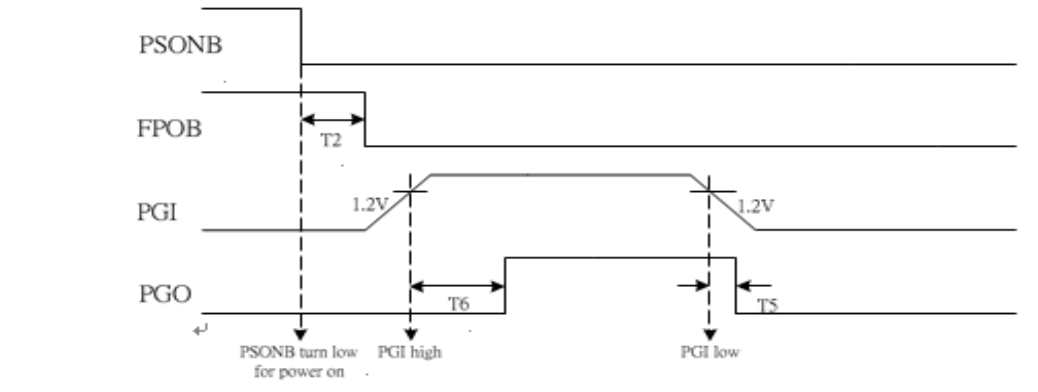 PSONB
FPOB
T2
1.2V
1.2V
PGI
PGO
T6
T5
PSONB turn low
for power on
PGI high
PGI low